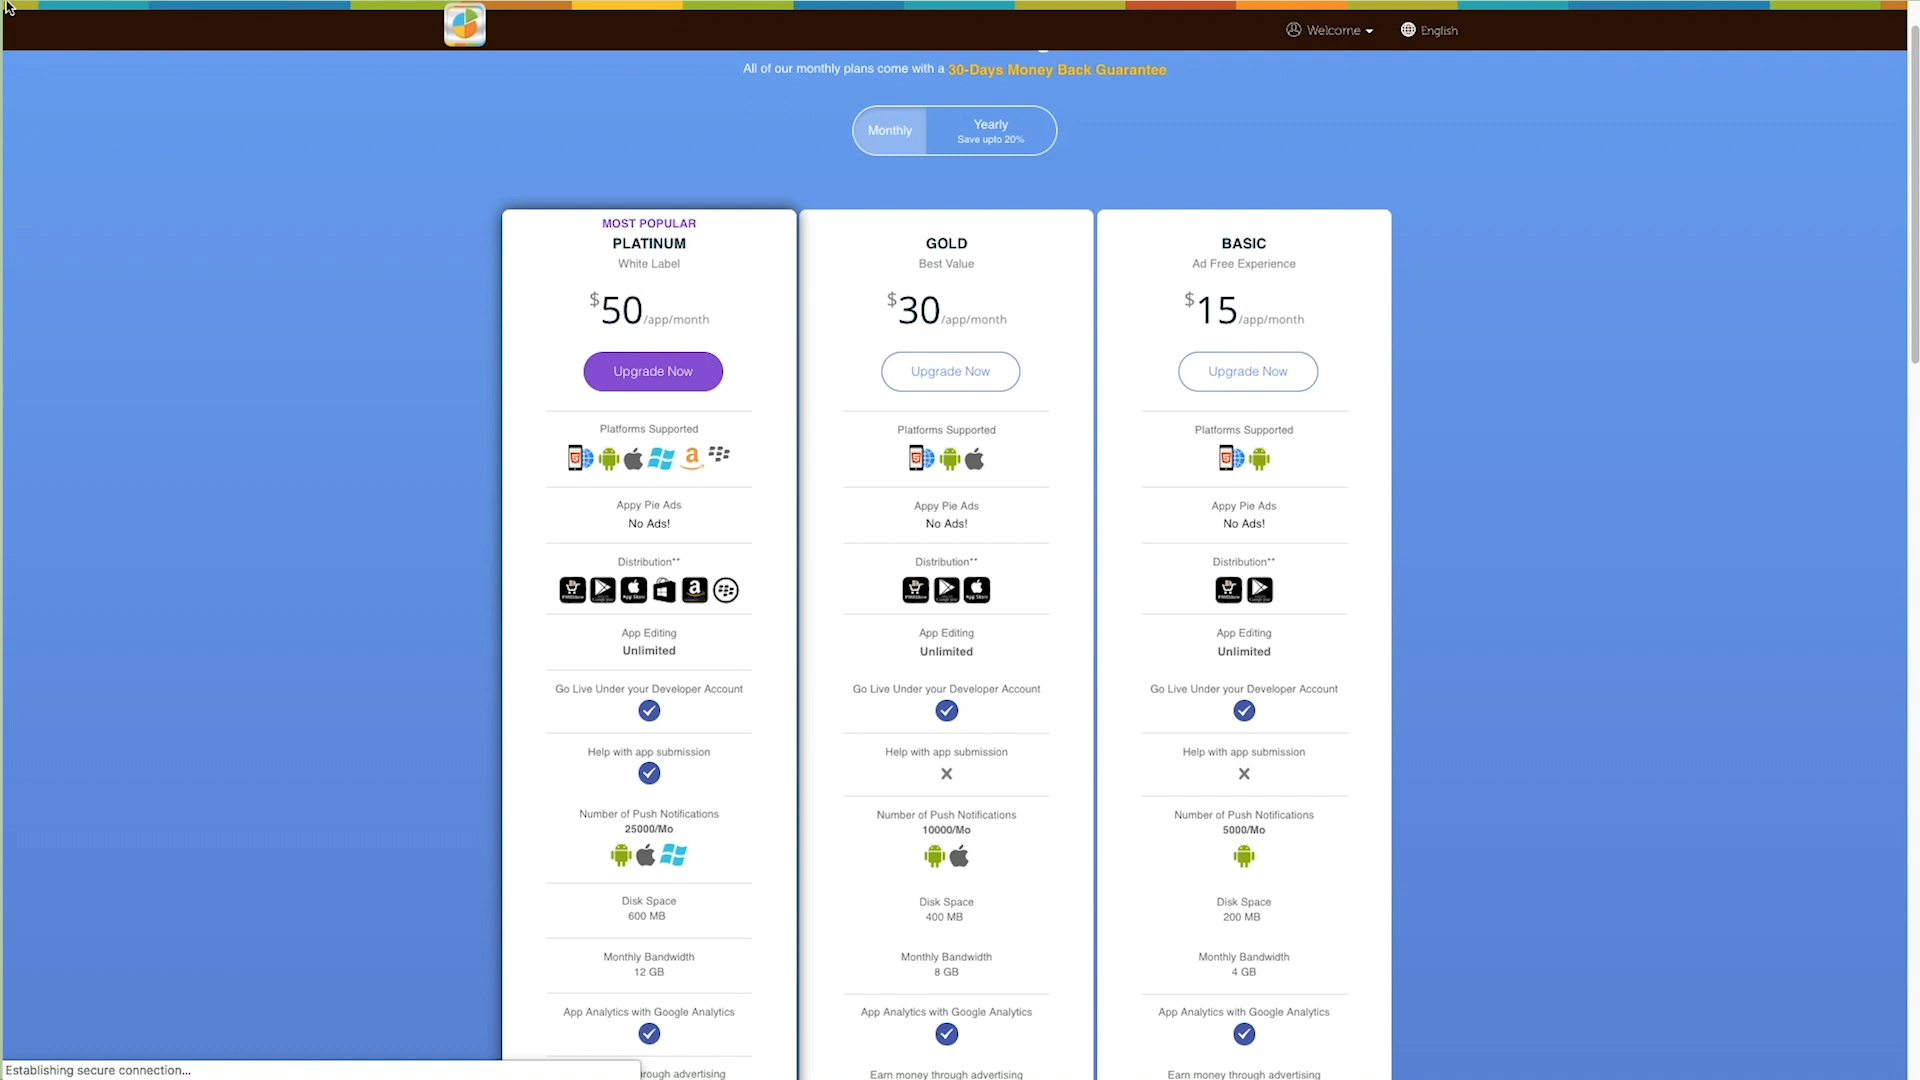 Welcome
English
All of our monthly plans come with a 30-Days Money Back Guarantee
Monthly
Yearly
Save upto 20%
MOST POPULAR
PLATINUM
White Label
$50/app/month
Upgrade Now
Platforms Supported
Appy Pie Ads
No Ads!
Distribution**
App Editing
Unlimited
Go Live Under your Developer Account
Help with app submission
Number of Push Notifications
25000/Mo
Disk Space
600 MB
Monthly Bandwidth
12 GB
App Analytics with Google Analytics
rough advertising
GOLD
Best Value
$30/app/month
Upgrade Now
Platforms Supported
Appy Pie Ads
No Ads!
Distribution**
App Editing
Unlimited
Go Live Under your Developer Account
Help with app submission
Number of Push Notifications
10000/Mo
Disk Space
400 MB
Monthly Bandwidth
8 GB
App Analytics with Google Analytics
Earn money through advertising
BASIC
Ad Free Experience
$15/app/month
Upgrade Now
Platforms Supported
Appy Pie Ads
No Ads!
Distribution**
App Editing
Unlimited
Go Live Under your Developer Account
Help with app submission
Number of Push Notifications
5000/Mo
Disk Space
200 MB
Monthly Bandwidth
4 GB
App Analytics with Google Analytics
Earn money through advertising
Establishing secure connection...